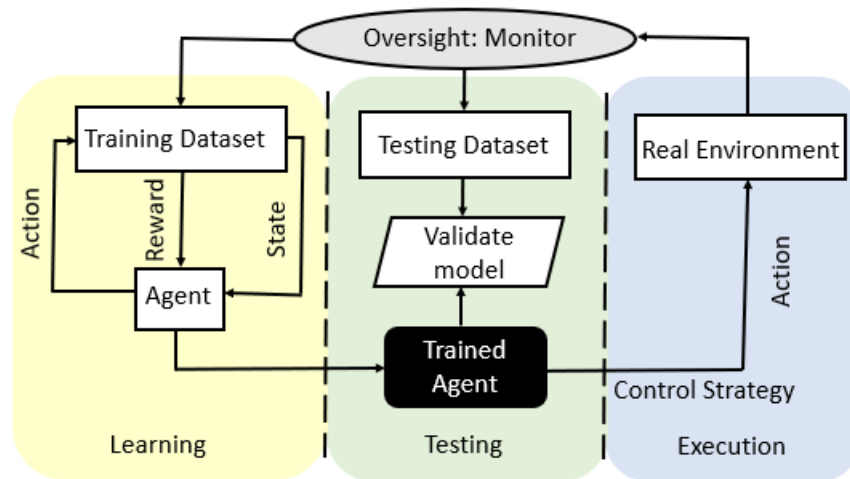 Oversight: Monitor
Training Dataset
Testing Dataset
Real Environment
Action
Reward
State
Validate
model
Action
Agent
Trained
Agent
Control Strategy
Learning
Testing
Execution